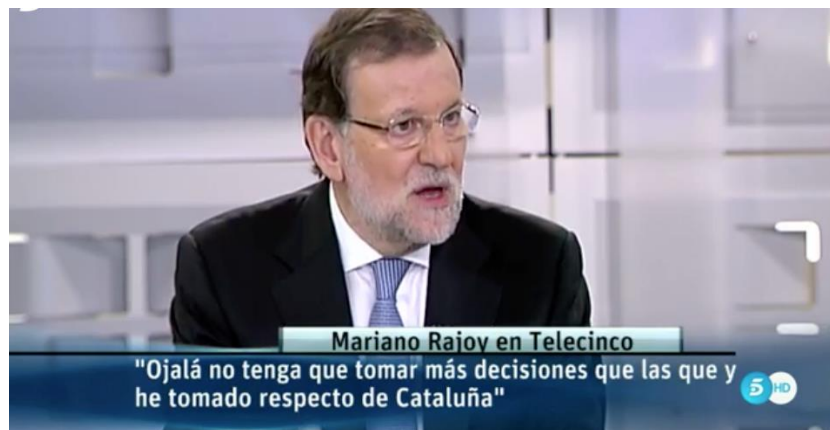 Mariano Rajoy en Telecinco
"Ojalá no tenga que tomar más decisiones que las que y
he tomado respecto de Cataluña"
5 HD